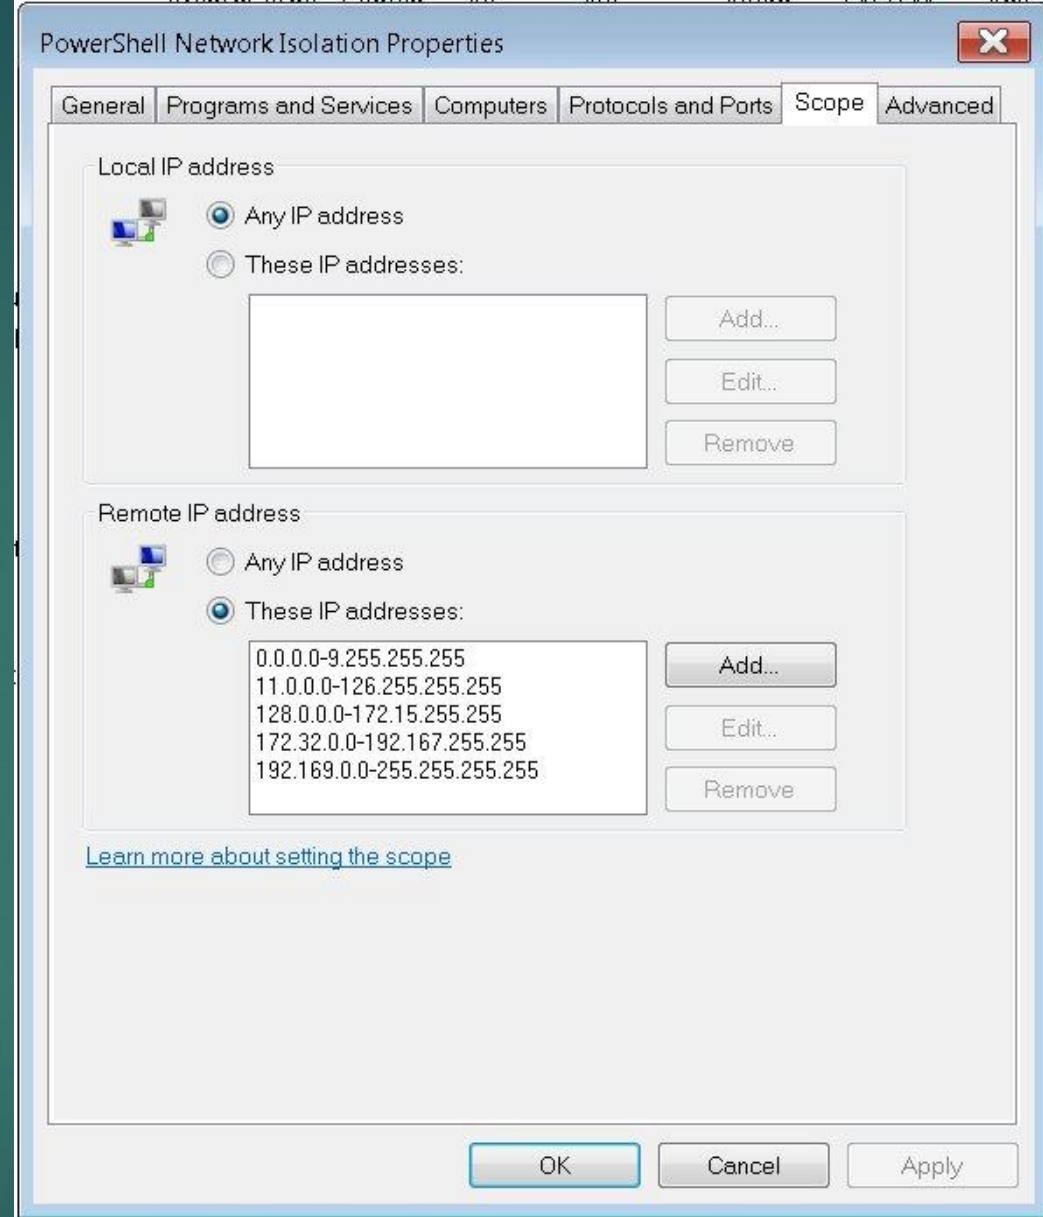 PowerShell Network Isolation Properties
General Programs and Services Computers Protocols and Ports Scope Advanced
Local IP address
Any IP address
These IP addresses:
Add...
Edit...
Remove
Remote IP address
Any IP address
These IP addresses:
0.0.0.0-9.255.255.255
11.0.0.0-126.255.255.255
128.0.0.0-172.15.255.255
172.32.0.0-192.167.255.255
192.169.0.0-255.255.255.255
Add...
Edit...
Remove
Learn more about setting the scope
OK Cancel Apply